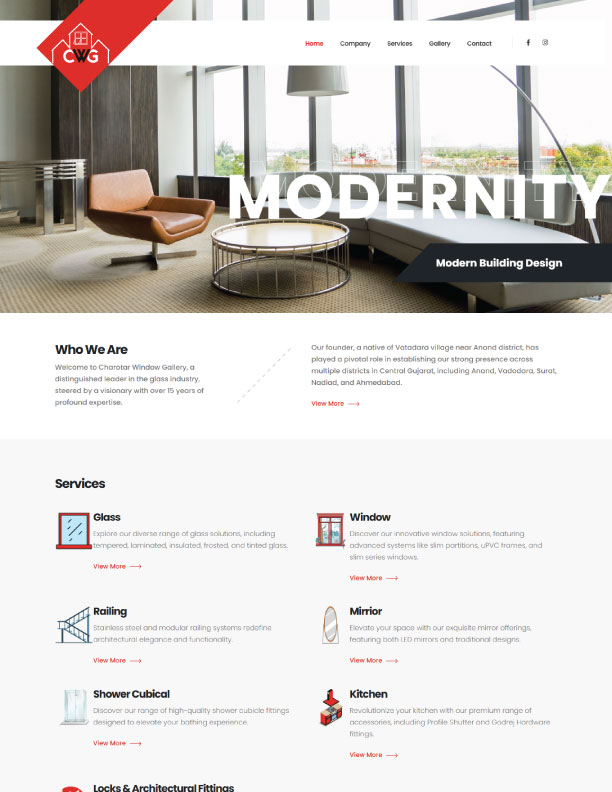 CWG
Home Company Services Gallery Contact
MODERNITY
Modern Building Design
Who We Are
Welcome to Charotar Window Gallery, a
distinguished leader in the glass industry,
steered by a visionary with over 15 years of
profound expertise.
Our founder, a native of Vatadara village near Anand district, has
played a pivotal role in establishing our strong presence across
multiple districts in Central Gujarat, including Anand, Vadodara, Surat,
Nadiad, and Ahmedabad.
View More
Services
Glass
Explore our diverse range of glass solutions, including
tempered, laminated, insulated, frosted, and tinted glass.
View More
Window
Discover our innovative window solutions, featuring
advanced systems like slim partitions, uPVC frames, and
slim series windows.
View More
Railing
Stainless steel and modular railing systems redefine
architectural elegance and functionality.
View More
Mirrior
Elevate your space with our exquisite mirror offerings,
featuring both LED mirrors and traditional designs.
View More
Shower Cubical
Discover our range of high-quality shower cubicle fittings
designed to elevate your bathing experience.
View More
Kitchen
Revolutionize your kitchen with our premium range of
accessories, including Profile Shutter and Godrej Hardware
fittings.
View More
Locks & Architectural Fittings